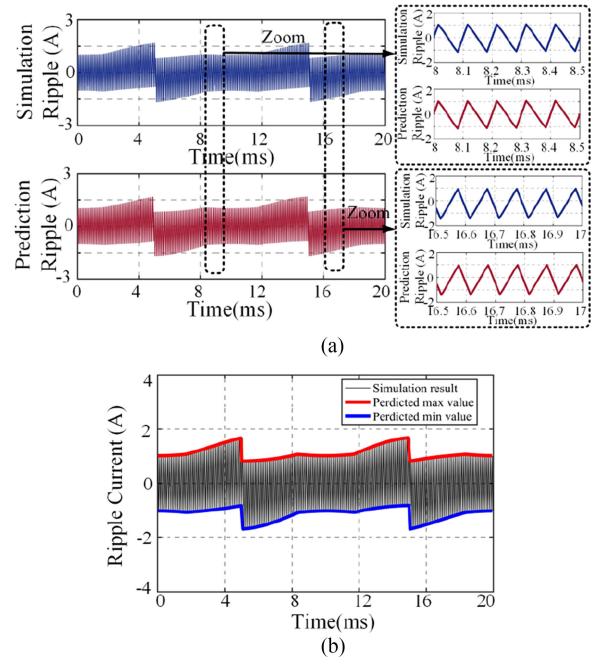 Simulation
Ripple (A)
3
0
-3
0 4 8 12 16 20
Time(ms)
Zoom
Simulation
Ripple (A)
2
0
-2
8 8.1 8.2 8.3 8.4 8.5
Time(ms)
Prediction
Ripple (A)
2
0
-2
8 8.1 8.2 8.3 8.4 8.5
Time(ms)
Prediction
Ripple (A)
3
0
-3
0 4 8 12 16 20
Time(ms)
Zoom
Simulation
Ripple (A)
2
0
-2
16.5 16.6 16.7 16.8 16.9 17
Time(ms)
Prediction
Ripple (A)
2
0
-2
16.5 16.6 16.7 16.8 16.9 17
Time(ms)
(a)
Ripple Current (A)
4
2
0
-2
-4
0 4 8 12 16 20
Time(ms)
Simulation result
Perdicted max value
Perdicted min value
(b)